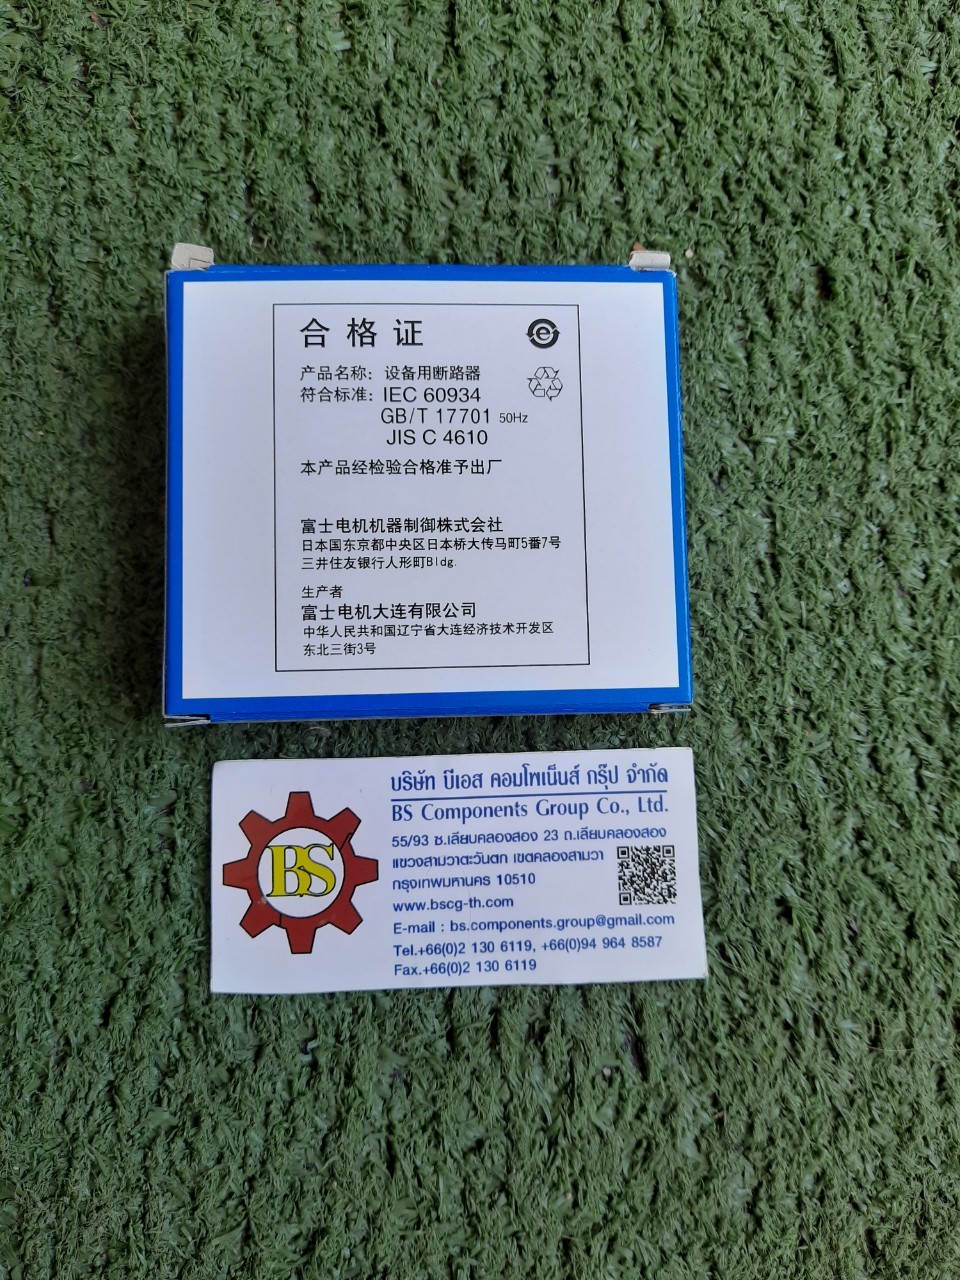 合格证
产品名称：设备用断路器
符合标准：IEC 60934
GB/T 17701 50Hz
JIS C 4610
本产品经检验合格准予出厂
富士电机机器制御株式会社
日本国东京都中央区日本桥大传马町5番7号
三井住友银行人形町Bldg.
生产者
富士电机大连有限公司
中华人民共和国辽宁省大连经济技术开发区
东北三街3号
BS
บริษัท บีเอส คอมโพเน็นส์ กรุ๊ป จำกัด
BS Components Group Co., Ltd.
55/93 ซ.เลียบคลองสอง 23 ถ.เลียบคลองสอง
แขวงสามวาตะวันตก เขตคลองสามวา
กรุงเทพมหานคร 10510
www.bscg-th.com
E-mail : bs.components.group@gmail.com
Tel.+66(0)2 130 6119, +66(0)94 964 8587
Fax.+66(0)2 130 6119